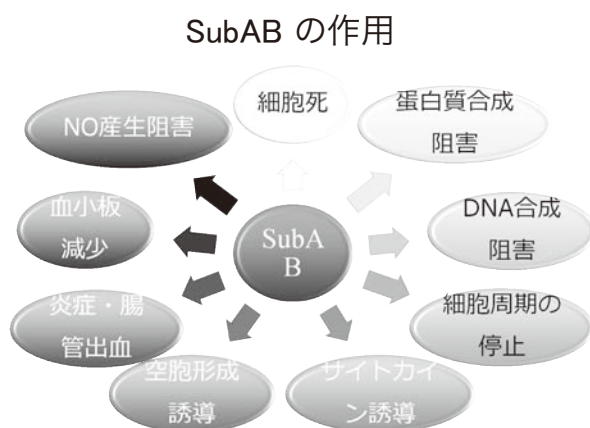 SubAB の作用
細胞死
蛋白質合成
阻害
DNA合成
阻害
細胞周期の
停止
サイトカイ
ン誘導
空胞形成
誘導
炎症・腸
管出血
血小板
減少
NO産生阻害
SubA
B